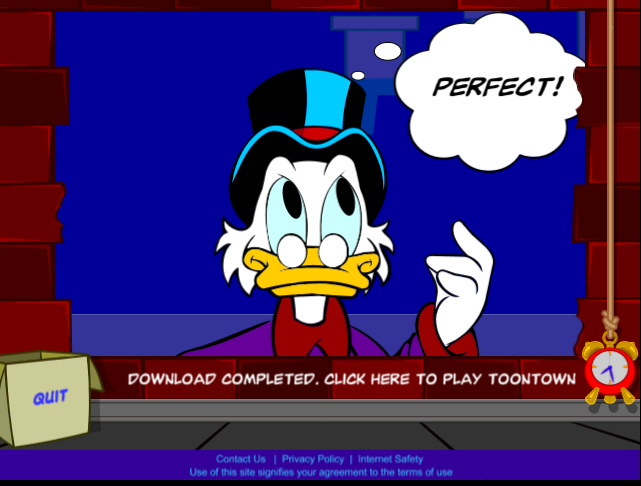 PERFECT!
QUIT
DOWNLOAD COMPLETED. CLICK HERE TO PLAY TOONTOWN
Contact Us | Privacy Policy | Internet Safety
Use of this site signifies your agreement to the terms of use